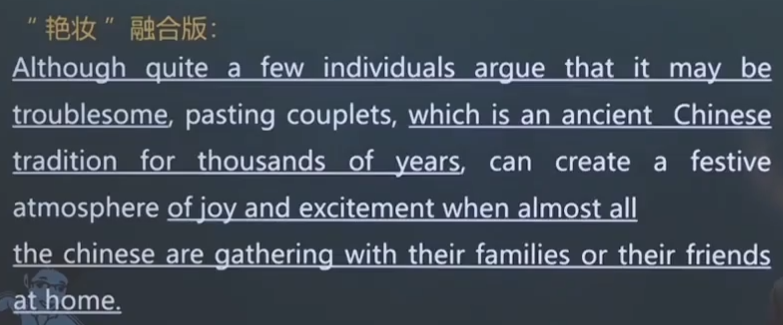 “艳妆”融合版：
Although quite a few individuals argue that it may be
troublesome, pasting couplets, which is an ancient Chinese
tradition for thousands of years, can create a festive
atmosphere of joy and excitement when almost all
the chinese are gathering with their families or their friends
at home.